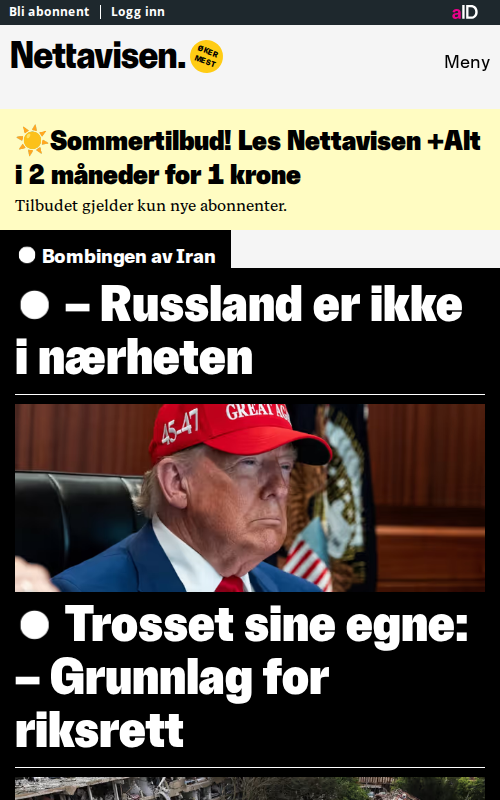 Bli abonnent | Logg inn
aID
Nettavisen.
ØKER
MEST
Meny
☀️Sommertilbud! Les Nettavisen +Alt
i 2 måneder for 1 krone
Tilbudet gjelder kun nye abonnenter.
Bombingen av Iran
– Russland er ikke
i nærheten
45-47
GREAT AG
Trosset sine egne:
– Grunnlag for
riksrett